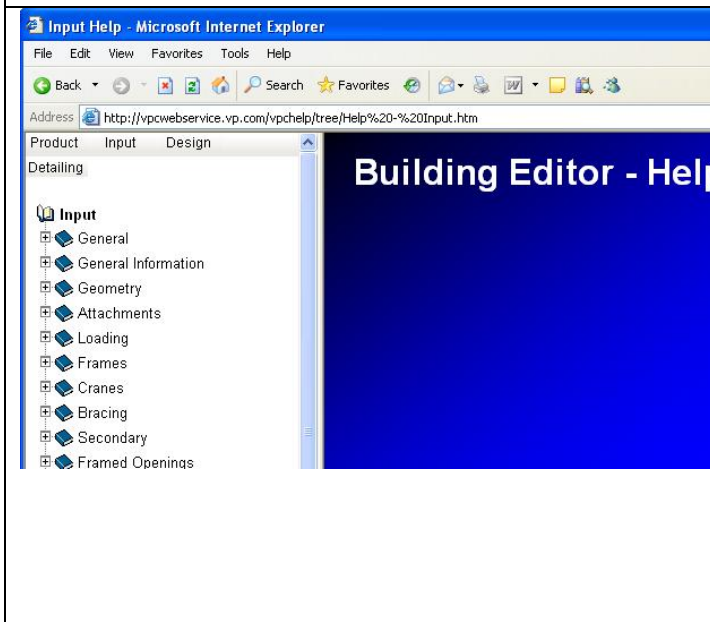 Input Help - Microsoft Internet Explorer
File Edit View Favorites Tools Help
Back Search Favorites
Address http://vpcwebservice.vp.com/vpchelp/tree/Help%20-%20Input.htm
Product Input Design
Detailing
Building Editor - Help
Input
General
General Information
Geometry
Attachments
Loading
Frames
Cranes
Bracing
Secondary
Framed Openings